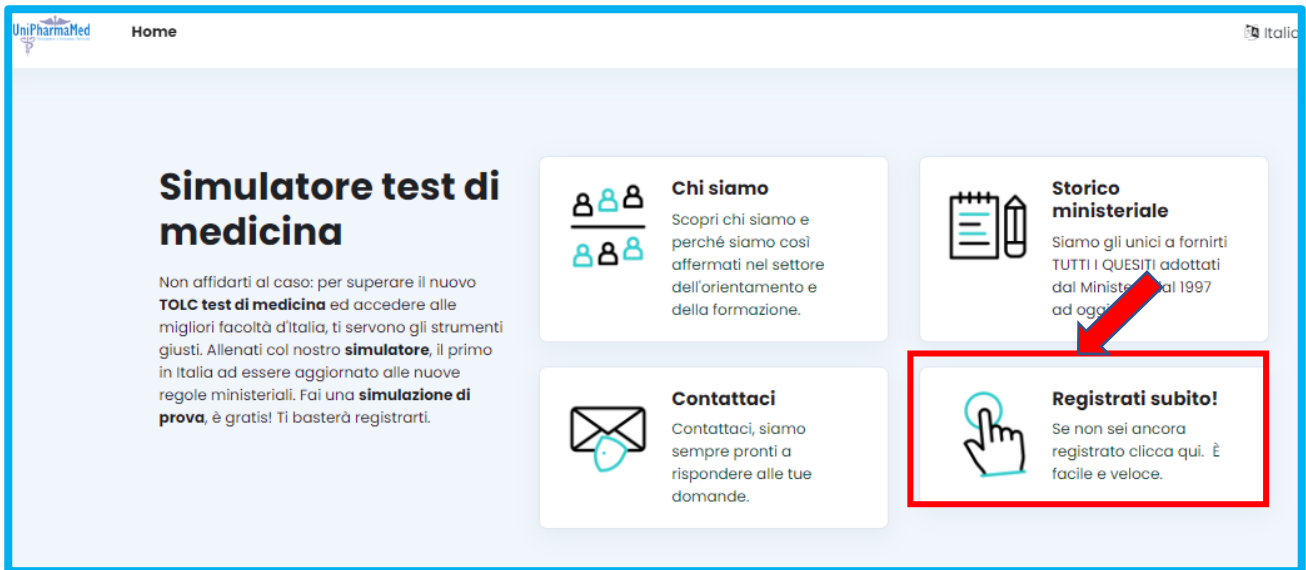 UniPharmaMed
Home
Simulatore test di
medicina
Non affidarti al caso: per superare il nuovo
TOLC test di medicina ed accedere alle
migliori facoltà d'Italia, ti servono gli strumenti
giusti. Allenati col nostro simulatore, il primo
in Italia ad essere aggiornato alle nuove
regole ministeriali. Fai una simulazione di
prova, è gratis! Ti basterà registrarti.
Chi siamo
Scopri chi siamo e
perché siamo così
affermati nel settore
dell'orientamento e
della formazione.
Storico
ministeriale
Siamo gli unici a fornirti
TUTTI I QUESITI adottati
dal 1997
ad
Contattaci
Contattaci, siamo
sempre pronti a
rispondere alle tue
domande.
Registrati subito!
Se non sei ancora
registrato clicca qui. È
facile e veloce.